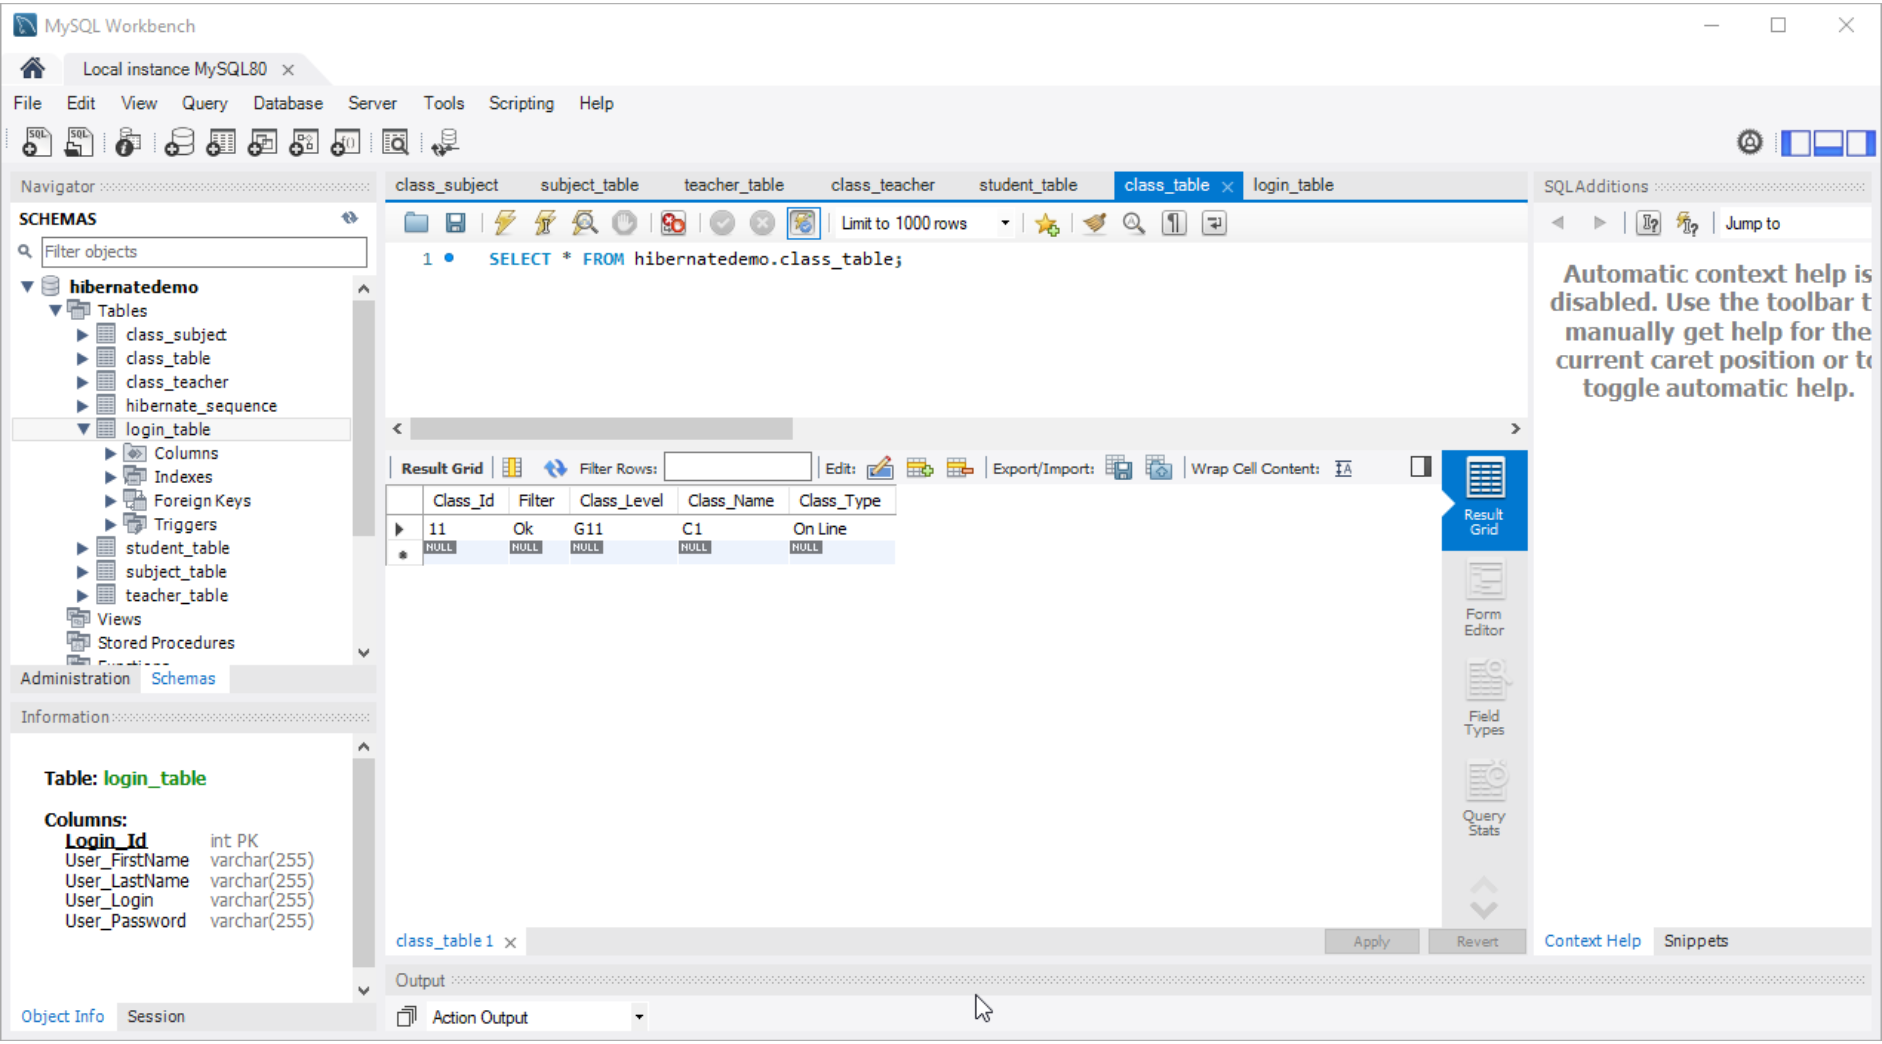 MySQL Workbench
Local instance MySQL80
File Edit View Query Database Server Tools Scripting Help
Navigator
SCHEMAS
Filter objects
hibernatedemo
Tables
class_subject
class_table
class_teacher
hibernate_sequence
login_table
Columns
Indexes
Foreign Keys
Triggers
student_table
subject_table
teacher_table
Views
Stored Procedures
Functions
Administration Schemas
Information
Table: login_table
Columns:
Login_Id int PK
User_FirstName varchar(255)
User_LastName varchar(255)
User_Login varchar(255)
User_Password varchar(255)
Object Info Session
class_subject subject_table teacher_table class_teacher student_table class_table login_table
Limit to 1000 rows
1 SELECT * FROM hibernatedemo.class_table;
Result Grid Filter Rows: Edit: Export/Import: Wrap Cell Content:
Class_Id Filter Class_Level Class_Name Class_Type
11 Ok G11 C1 On Line
NULL NULL NULL NULL NULL
Result
Grid
Form
Editor
Field
Types
Query
Stats
class_table 1
Apply Revert
Output
Action Output
SQLAdditions
Jump to
Automatic context help is
disabled. Use the toolbar t
manually get help for the
current caret position or to
toggle automatic help.
Context Help Snippets